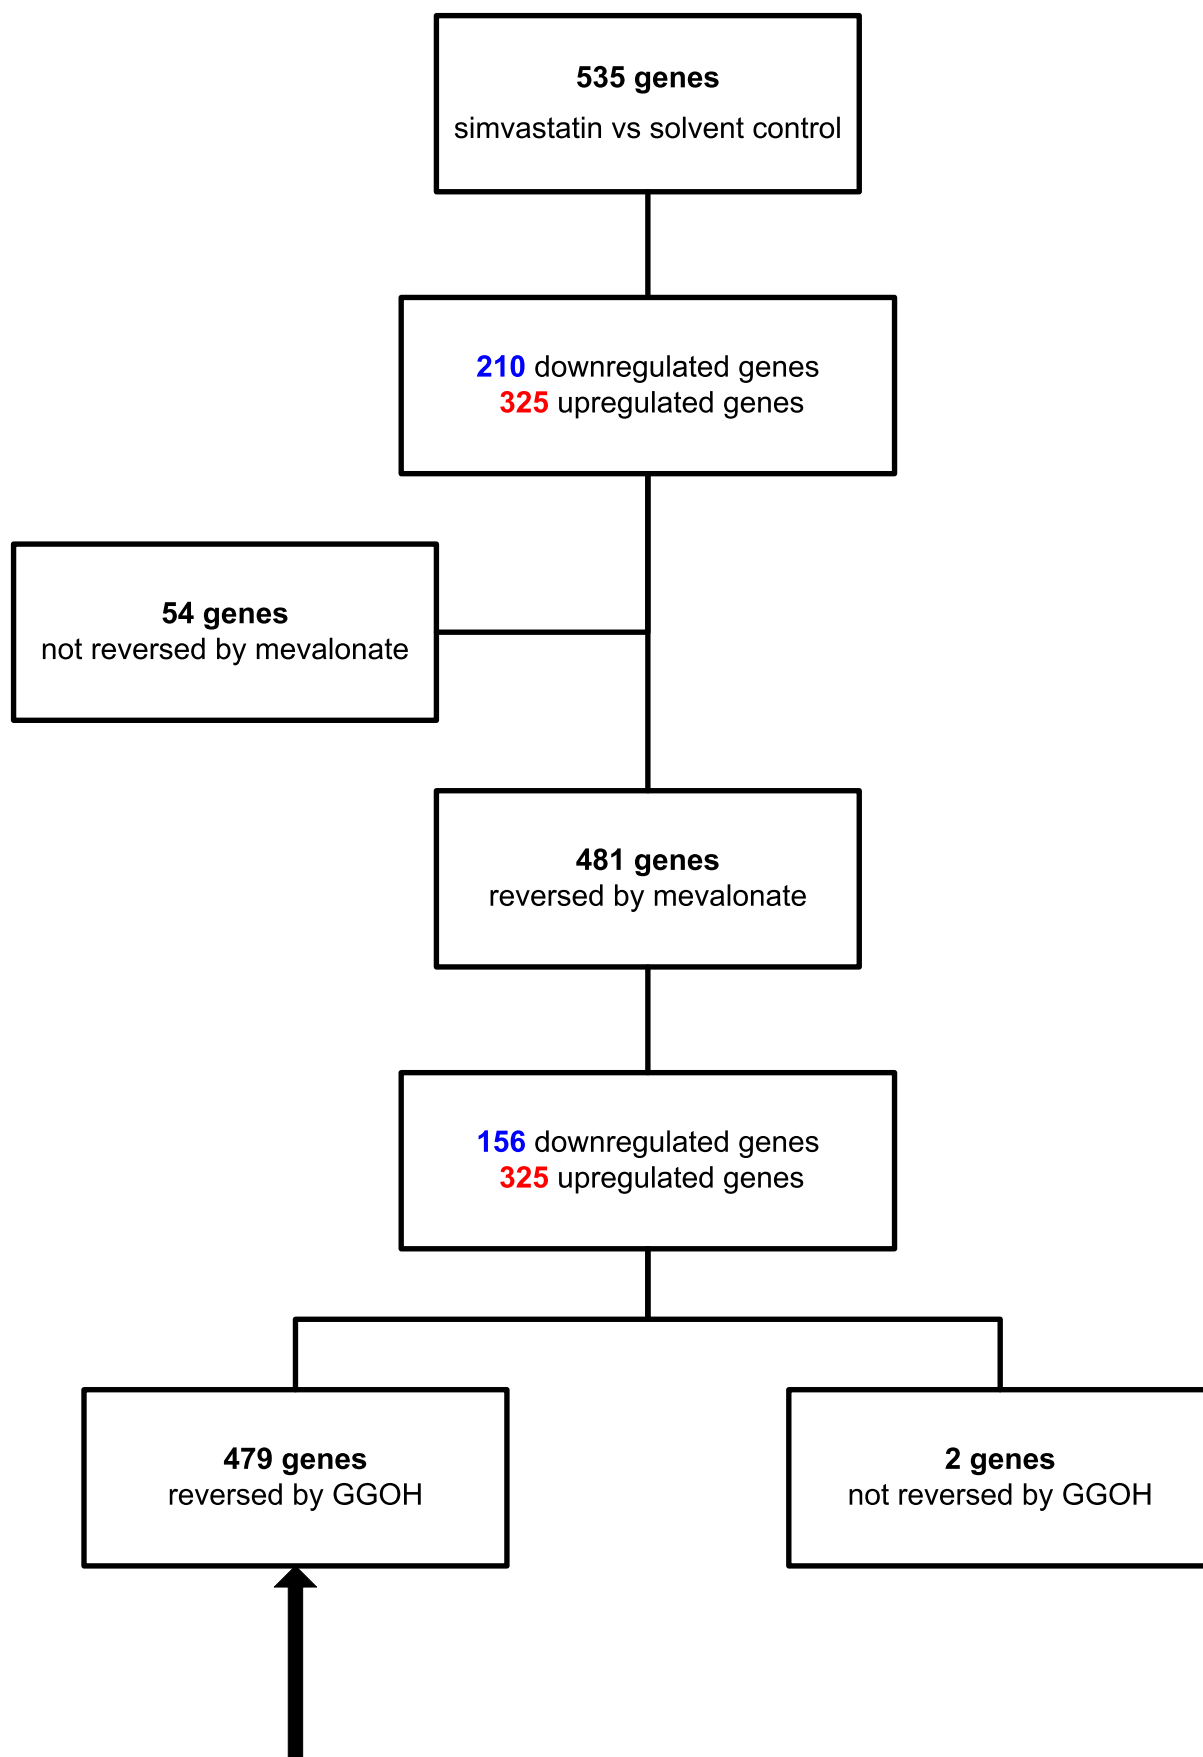 535 genes
simvastatin vs solvent control
210 downregulated genes
325 upregulated genes
54 genes
not reversed by mevalonate
481 genes
reversed by mevalonate
156 downregulated genes
325 upregulated genes
479 genes
reversed by GGOH
2 genes
not reversed by GGOH